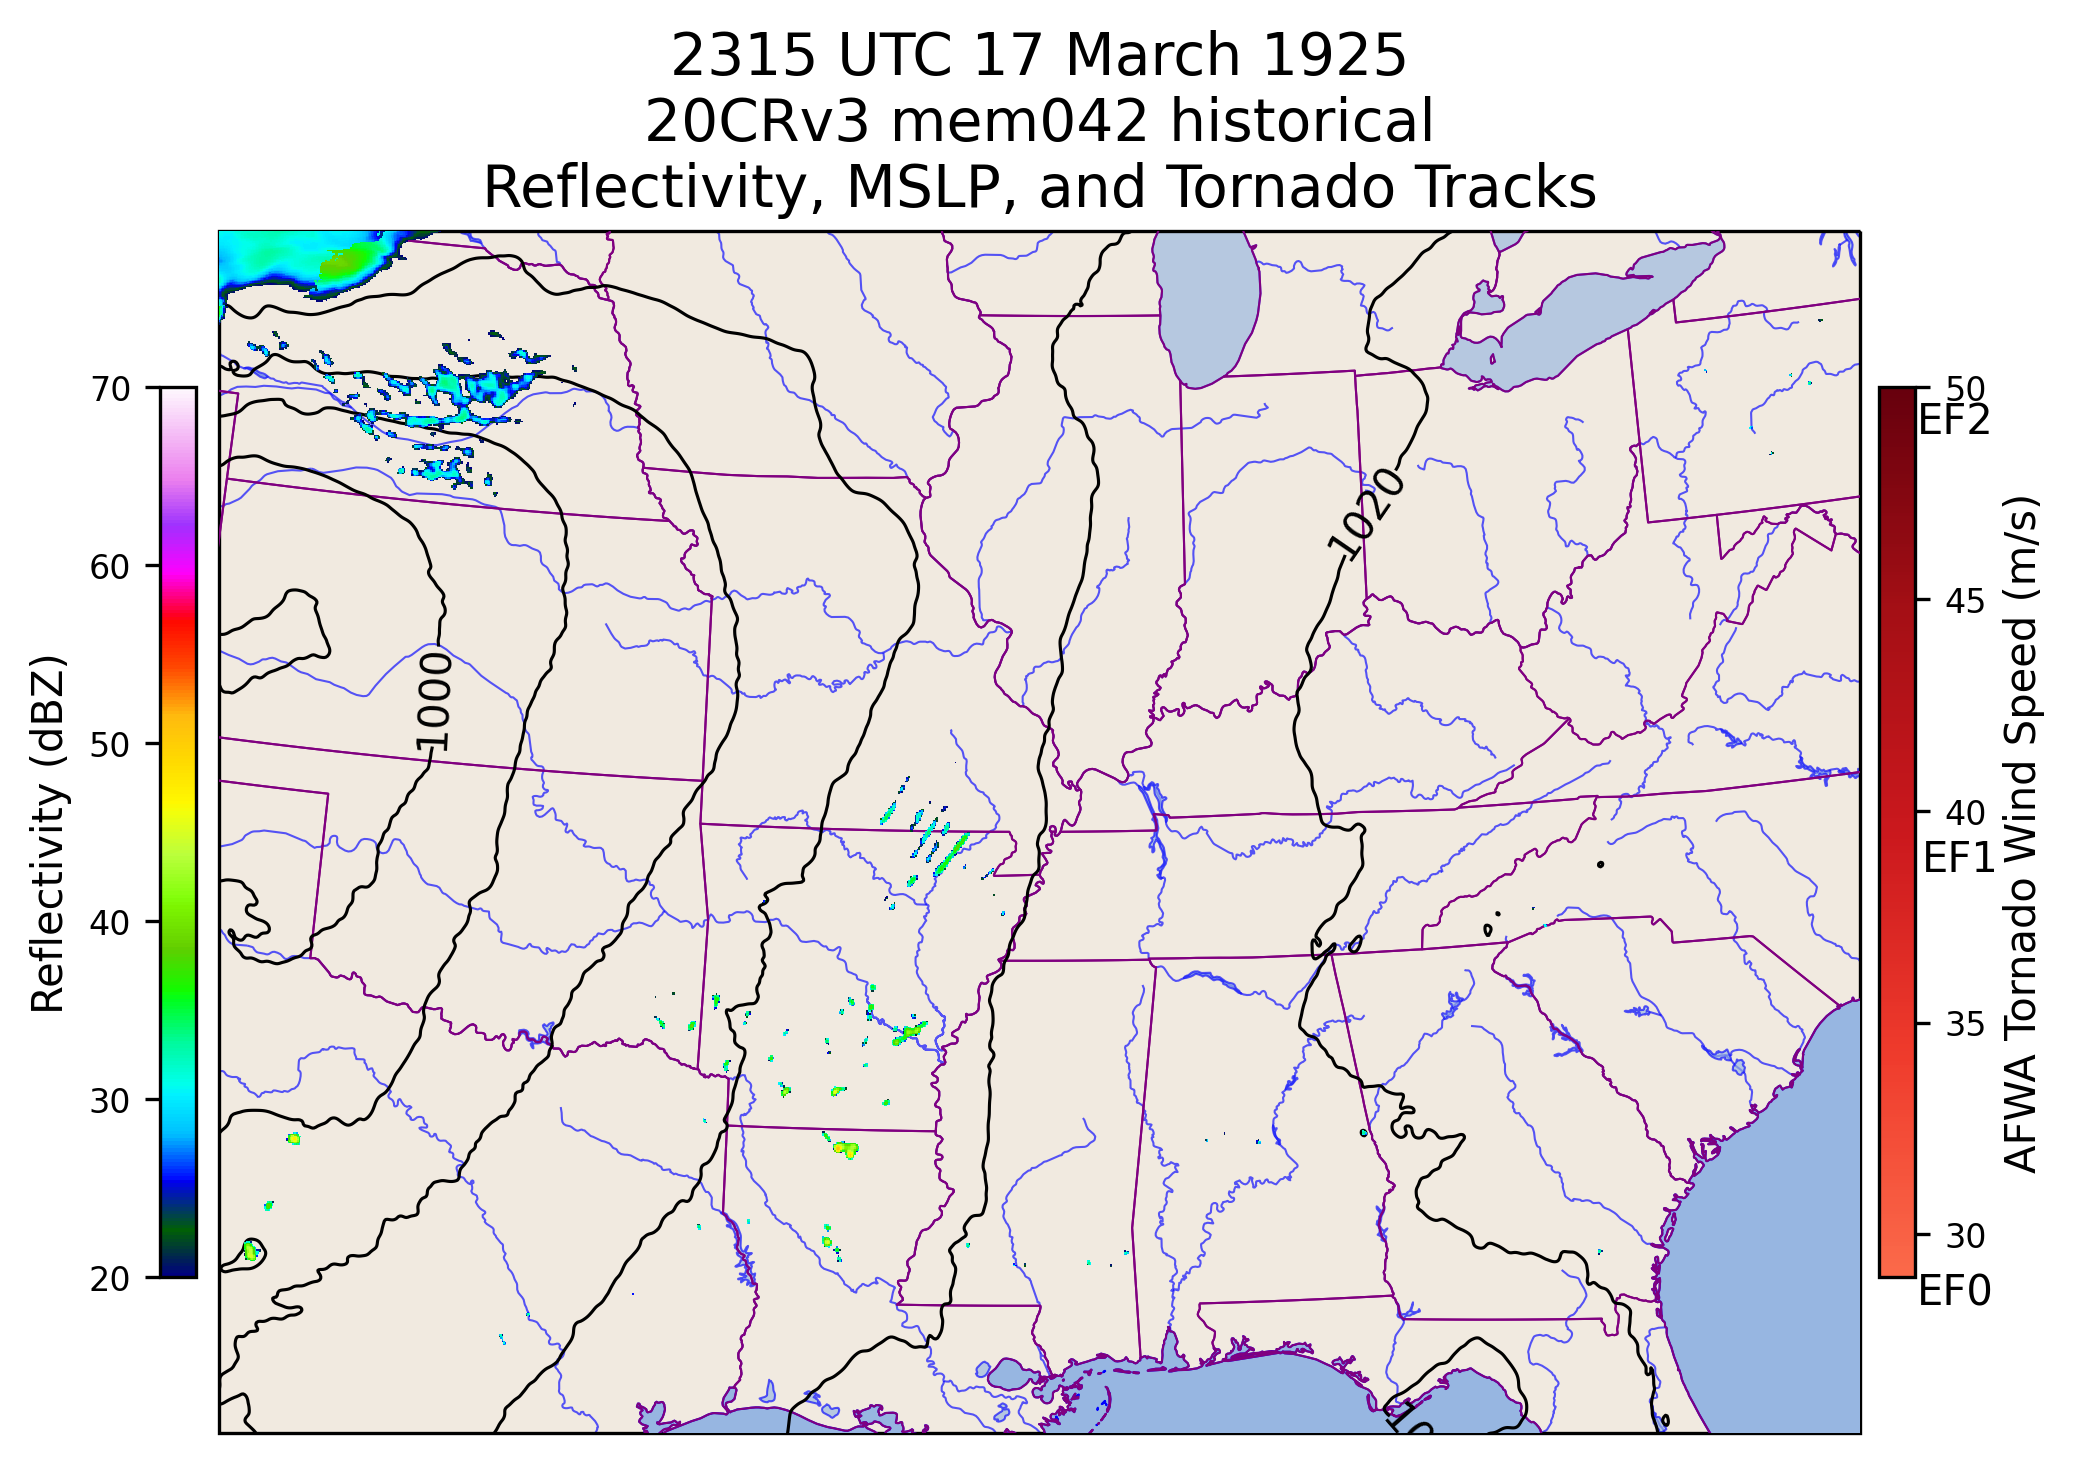 2315 UTC 17 March 1925
20CRv3 mem042 historical
Reflectivity, MSLP, and Tornado Tracks
Reflectivity (dBZ)
70
60
50
40
30
20
1000
1020
50
EF2
45
40
EF1
35
30
EF0
AFWA Tornado Wind Speed (m/s)